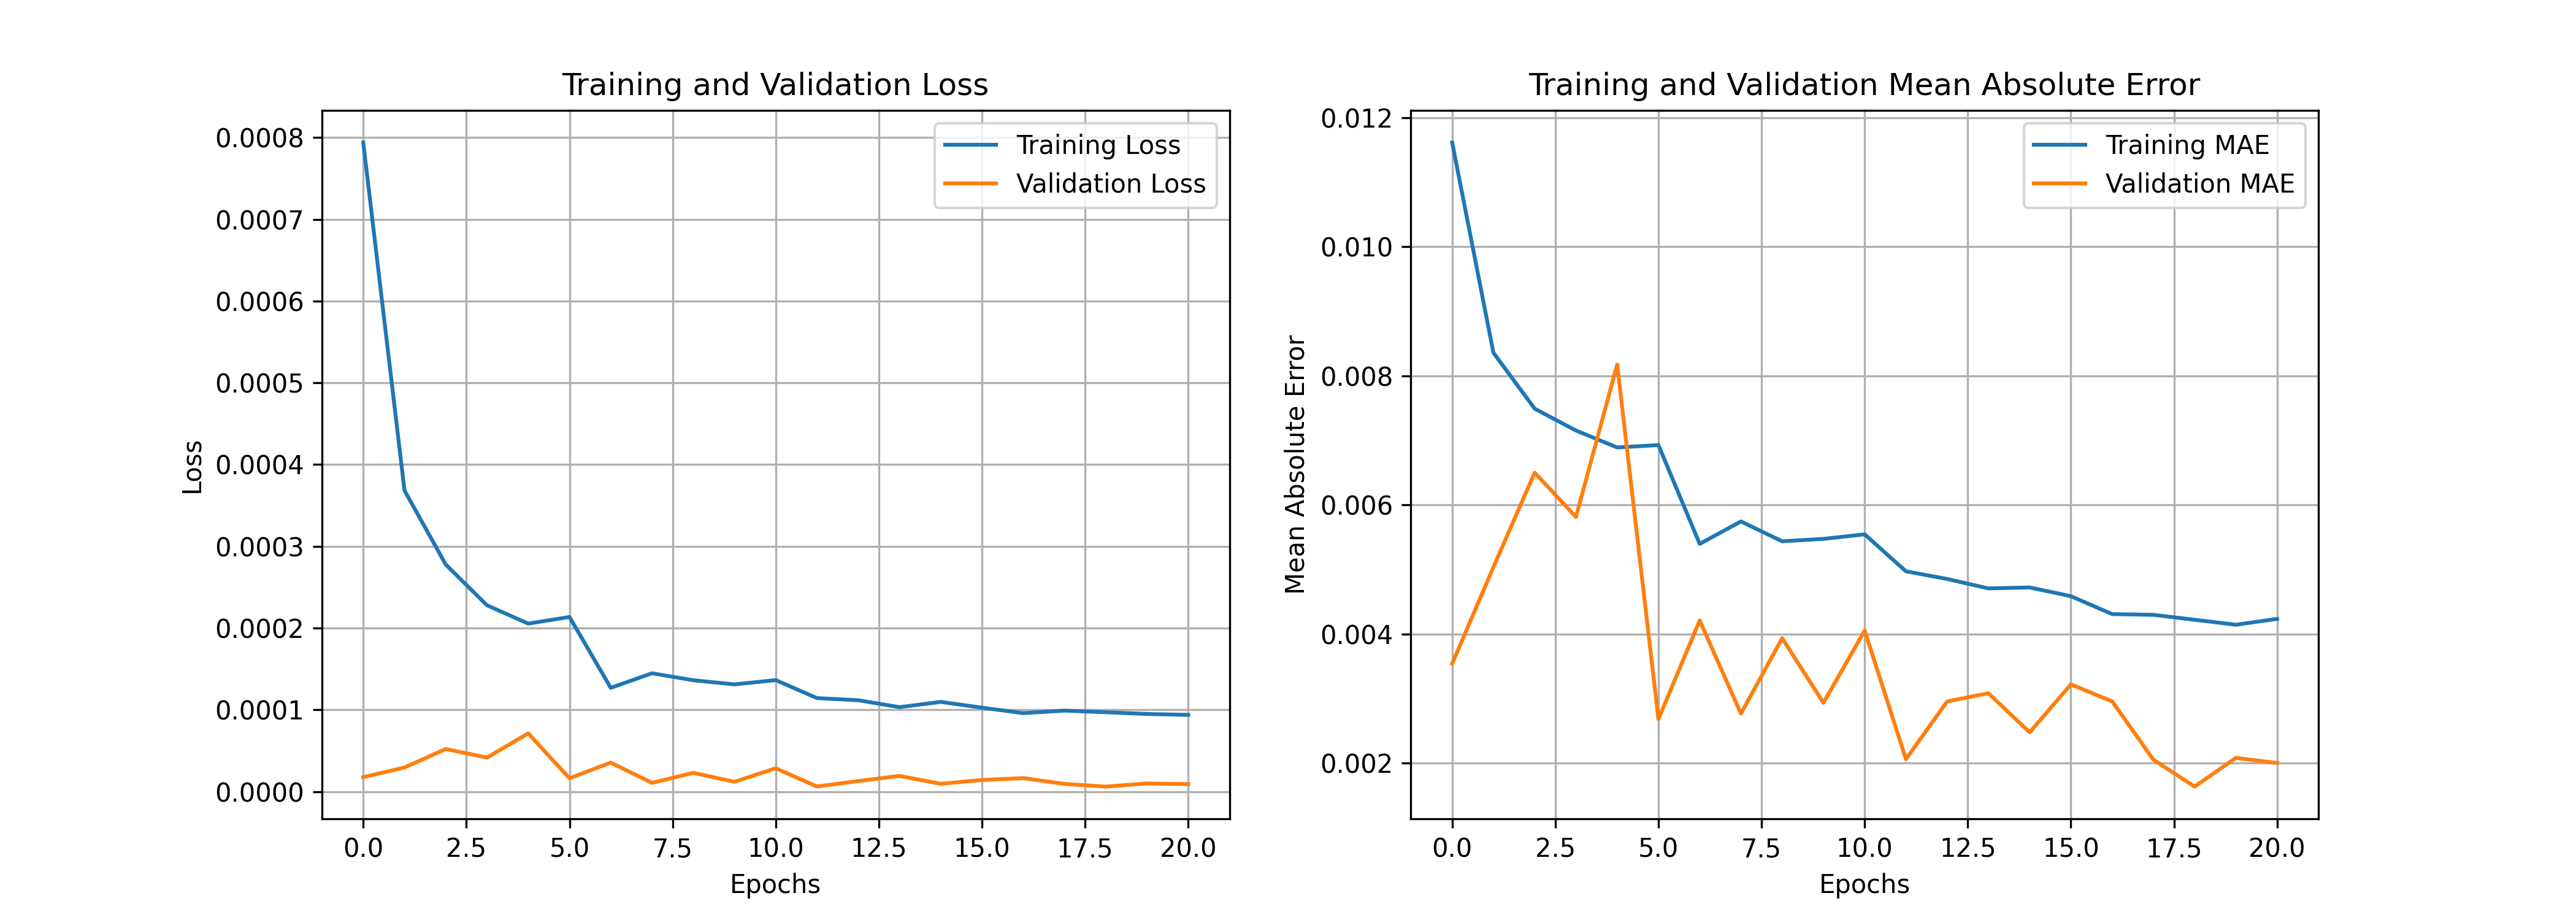 Training and Validation Loss
Training Loss
Validation Loss
0.0008
0.0007
0.0006
0.0005
0.0004
0.0003
0.0002
0.0001
0.0000
Loss
0.0 2.5 5.0 7.5 10.0 12.5 15.0 17.5 20.0
Epochs
Training and Validation Mean Absolute Error
Training MAE
Validation MAE
0.012
0.010
0.008
0.006
0.004
0.002
Mean Absolute Error
0.0 2.5 5.0 7.5 10.0 12.5 15.0 17.5 20.0
Epochs